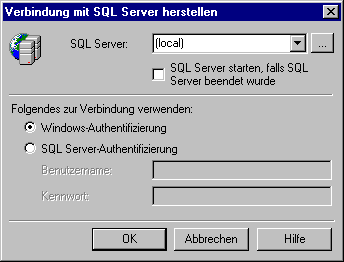 Verbindung mit SQL Server herstellen
SQL Server:
(local)
...
SQL Server starten, falls SQL
Server beendet wurde
Folgendes zur Verbindung verwenden:
Windows-Authentifizierung
SQL Server-Authentifizierung
Benutzername:
Kennwort:
OK
Abbrechen
Hilfe